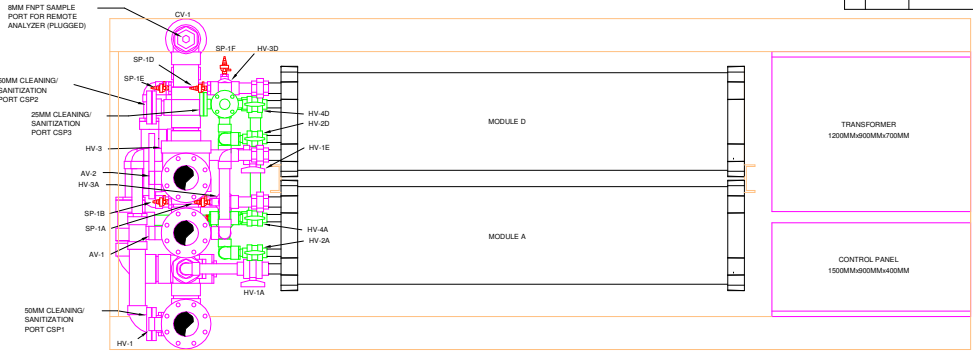 8MM FNPT SAMPLE
PORT FOR REMOTE
ANALYZER (PLUGGED)
CV-1
SP-1F
HV-3D
SP-1D
SP-1E
50MM CLEANING/
SANITIZATION
PORT CSP2
25MM CLEANING/
SANITIZATION
PORT CSP3
HV-4D
HV-2D
MODULE D
TRANSFORMER
1200MMx900MMx700MM
HV-3
HV-1E
AV-2
HV-3A
SP-1B
SP-1A
HV-4A
HV-2A
MODULE A
AV-1
CONTROL PANEL
1500MMx900MMx400MM
HV-1A
50MM CLEANING/
SANITIZATION
PORT CSP1
HV-1